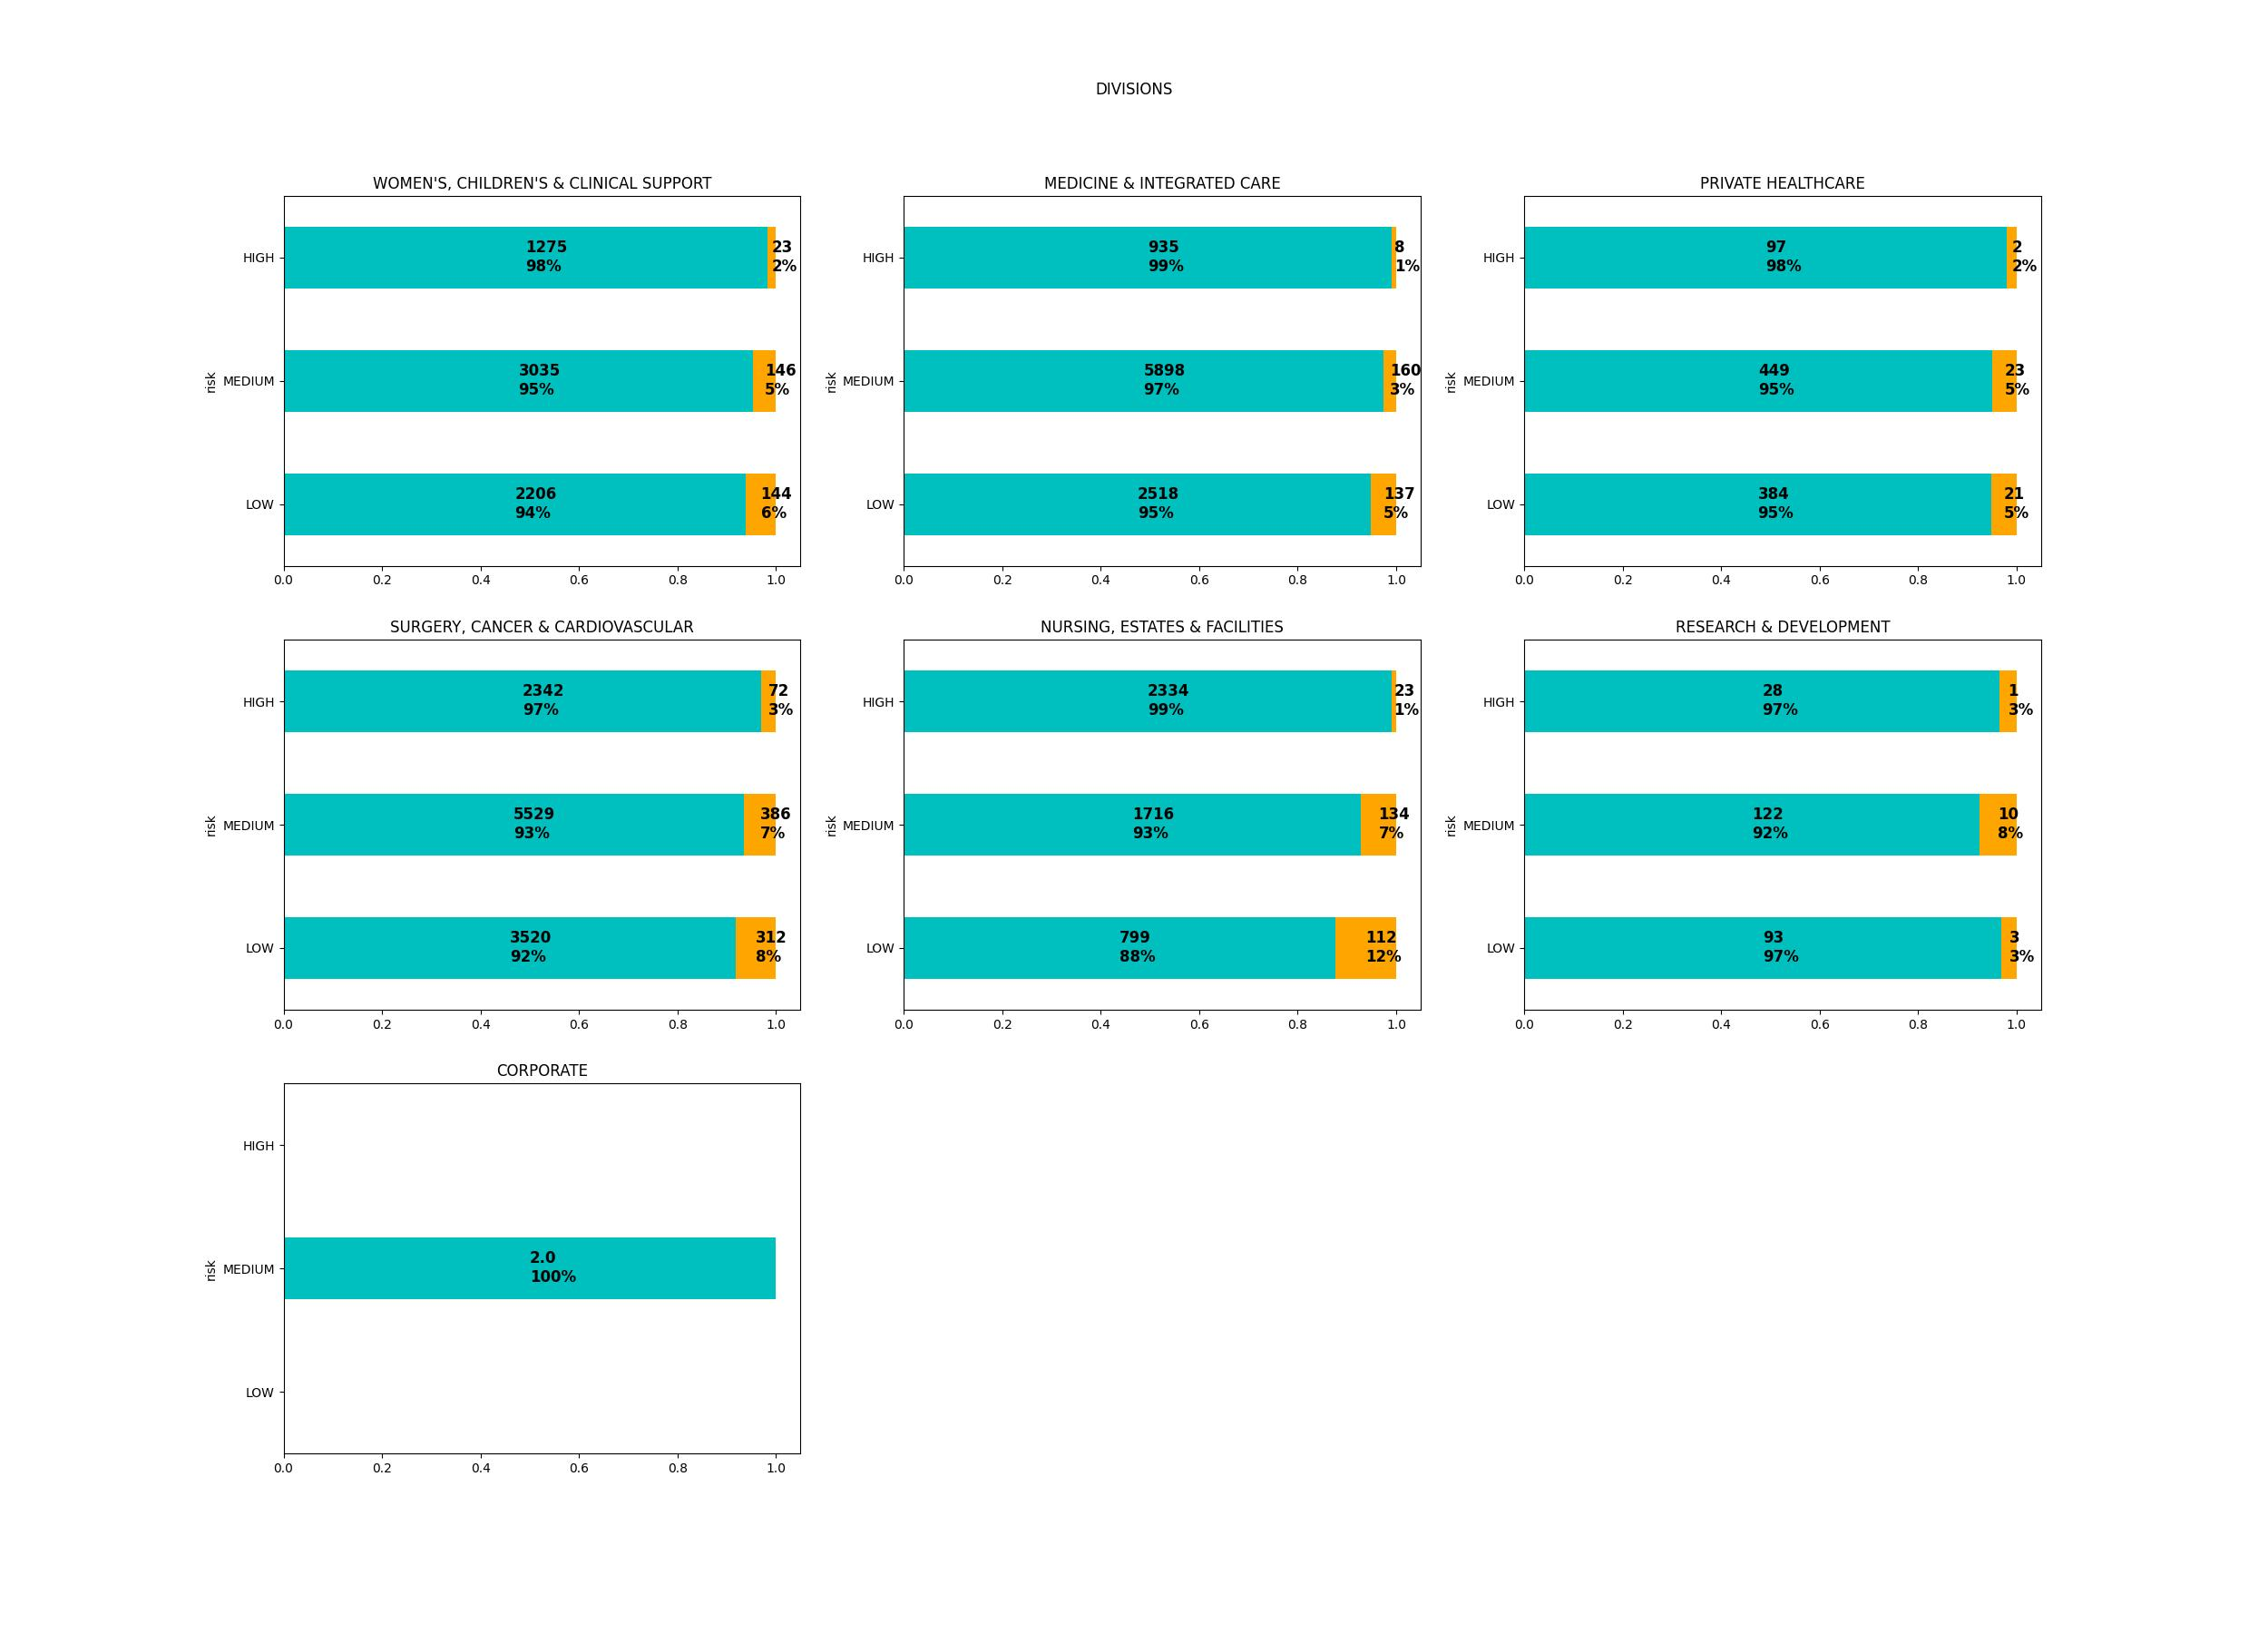 DIVISIONS
WOMEN'S, CHILDREN'S & CLINICAL SUPPORT
HIGH
1275
98%
23
2%
risk
MEDIUM
3035
95%
146
5%
LOW
2206
94%
144
6%
0.0 0.2 0.4 0.6 0.8 1.0
MEDICINE & INTEGRATED CARE
HIGH
935
99%
8
1%
risk
MEDIUM
5898
97%
160
3%
LOW
2518
95%
137
5%
0.0 0.2 0.4 0.6 0.8 1.0
PRIVATE HEALTHCARE
HIGH
97
98%
2
2%
risk
MEDIUM
449
95%
23
5%
LOW
384
95%
21
5%
0.0 0.2 0.4 0.6 0.8 1.0
SURGERY, CANCER & CARDIOVASCULAR
HIGH
2342
97%
72
3%
risk
MEDIUM
5529
93%
386
7%
LOW
3520
92%
312
8%
0.0 0.2 0.4 0.6 0.8 1.0
NURSING, ESTATES & FACILITIES
HIGH
2334
99%
23
1%
risk
MEDIUM
1716
93%
134
7%
LOW
799
88%
112
12%
0.0 0.2 0.4 0.6 0.8 1.0
RESEARCH & DEVELOPMENT
HIGH
28
97%
1
3%
risk
MEDIUM
122
92%
10
8%
LOW
93
97%
3
3%
0.0 0.2 0.4 0.6 0.8 1.0
CORPORATE
HIGH
risk
MEDIUM
2.0
100%
LOW
0.0 0.2 0.4 0.6 0.8 1.0